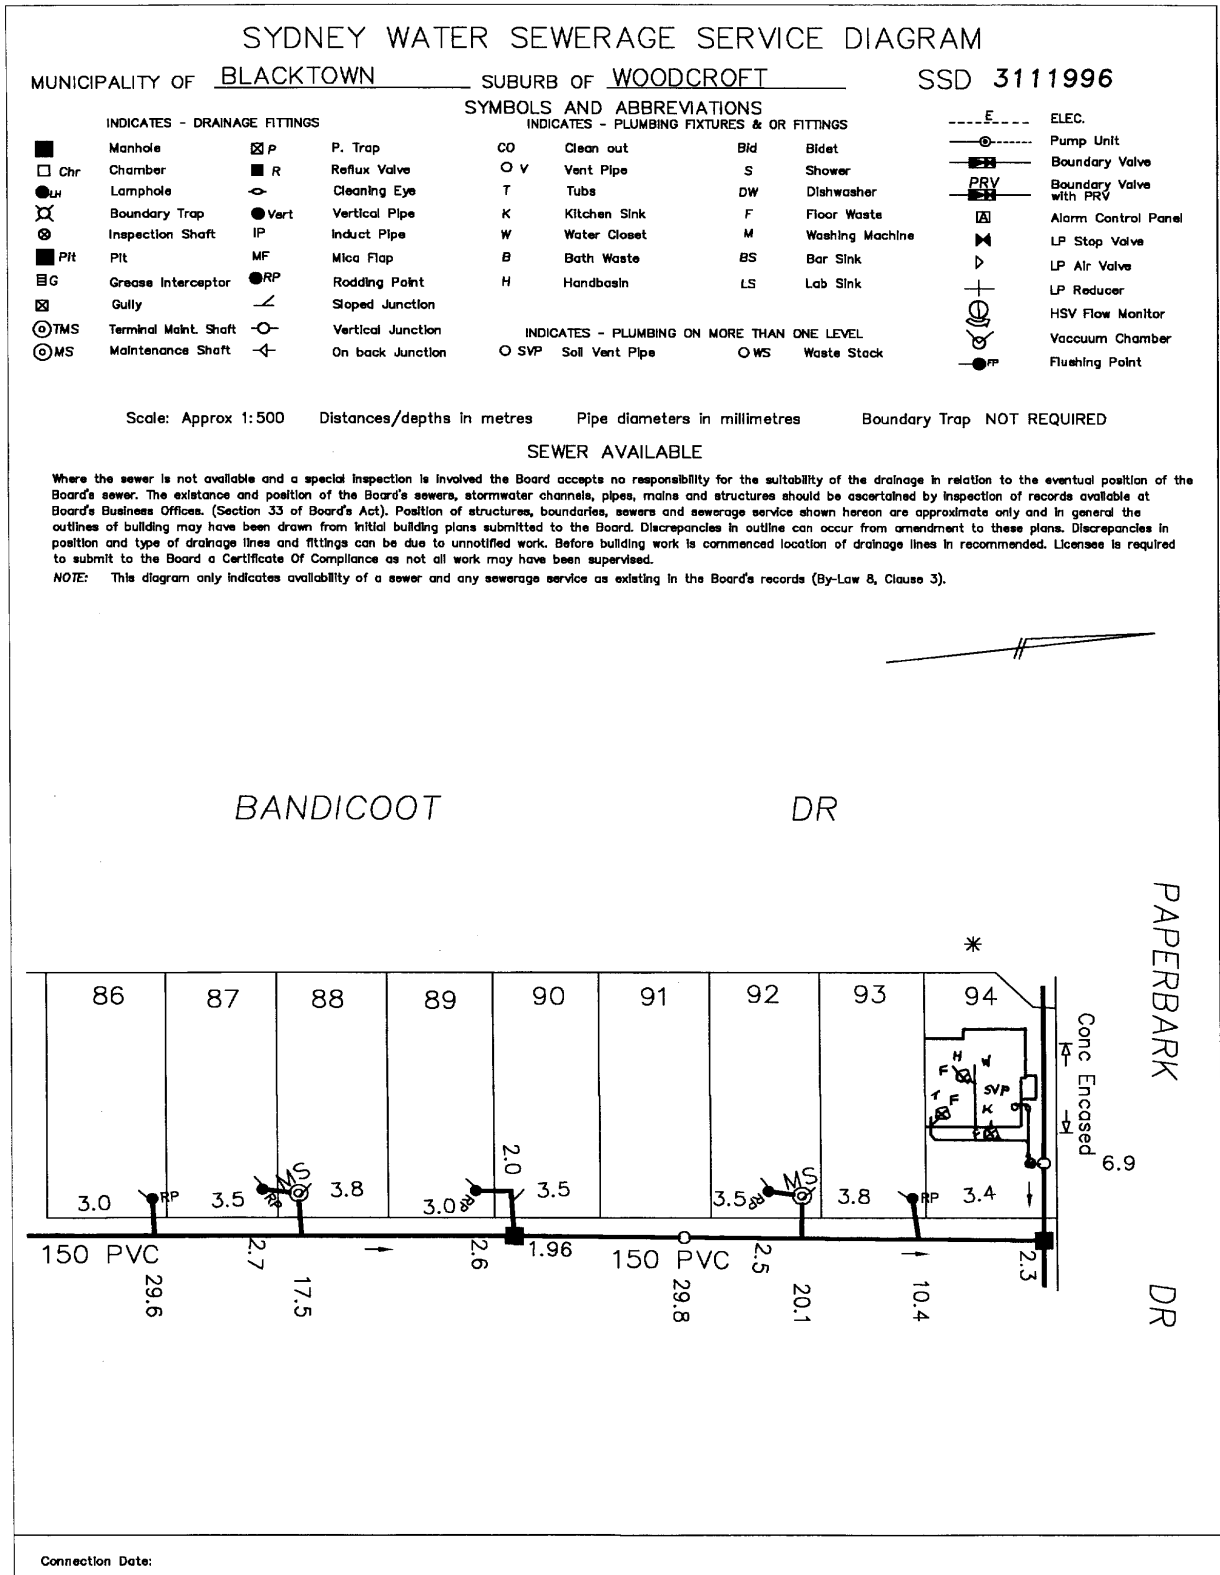 SYDNEY WATER SEWERAGE SERVICE DIAGRAM
MUNICIPALITY OF BLACKTOWN SUBURB OF WOODCROFT SSD 3111996
SYMBOLS AND ABBREVIATIONS
INDICATES - DRAINAGE FITTINGS INDICATES - PLUMBING FIXTURES & OR FITTINGS E ELEC.
Manhole P P. Trap CO Clean out Bid Bidet Pump Unit
Chr Chamber R Reflux Valve V Vent Pipe S Shower Boundary Valve
LH Lamphole Cleaning Eye T Tubs DW Dishwasher PRV Boundary Valve with PRV
Boundary Trap Vert Vertical Pipe K Kitchen Sink F Floor Waste A Alarm Control Panel
Inspection Shaft IP Induct Pipe W Water Closet M Washing Machine LP Stop Valve
Pit Pit MF Mica Flap B Bath Waste BS Bar Sink LP Air Valve
G Grease Interceptor RP Rodding Point H Handbasin LS Lab Sink LP Reducer
Gully Sloped Junction HSV Flow Monitor
TMS Terminal Maint. Shaft Vertical Junction INDICATES - PLUMBING ON MORE THAN ONE LEVEL Vaccuum Chamber
MS Maintenance Shaft On back Junction SVP Soil Vent Pipe WS Waste Stack FP Flushing Point
Scale: Approx 1:500 Distances/depths in metres Pipe diameters in millimetres Boundary Trap NOT REQUIRED
SEWER AVAILABLE
Where the sewer is not available and a special inspection is involved the Board accepts no responsibility for the suitability of the drainage in relation to the eventual position of the
Board's sewer. The existance and position of the Board's sewers, stormwater channels, pipes, mains and structures should be ascertained by inspection of records available at
Board's Business Offices. (Section 33 of Board's Act). Position of structures, boundaries, sewers and sewerage service shown hereon are approximate only and in general the
outlines of building may have been drawn from initial building plans submitted to the Board. Discrepancies in outline can occur from amendment to these plans. Discrepancies in
position and type of drainage lines and fittings can be due to unnotified work. Before building work is commenced location of drainage lines in recommended. Licensee is required
to submit to the Board a Certificate Of Compliance as not all work may have been supervised.
NOTE: This diagram only indicates availability of a sewer and any sewerage service as existing in the Board's records (By-Law 8, Clause 3).
BANDICOOT DR
PAPERBARK DR
*
86 87 88 89 90 91 92 93 94
Conc Encased
H W
F
SVP
T F K
F
6.9
2.0
MS MS
3.0 RP 3.5 RP 3.8 3.0 RP 3.5 3.5 RP 3.8 RP 3.4
150 PVC 2.7 2.6 1.96 150 PVC 2.5 2.3
29.6 17.5 29.8 20.1 10.4
Connection Date: